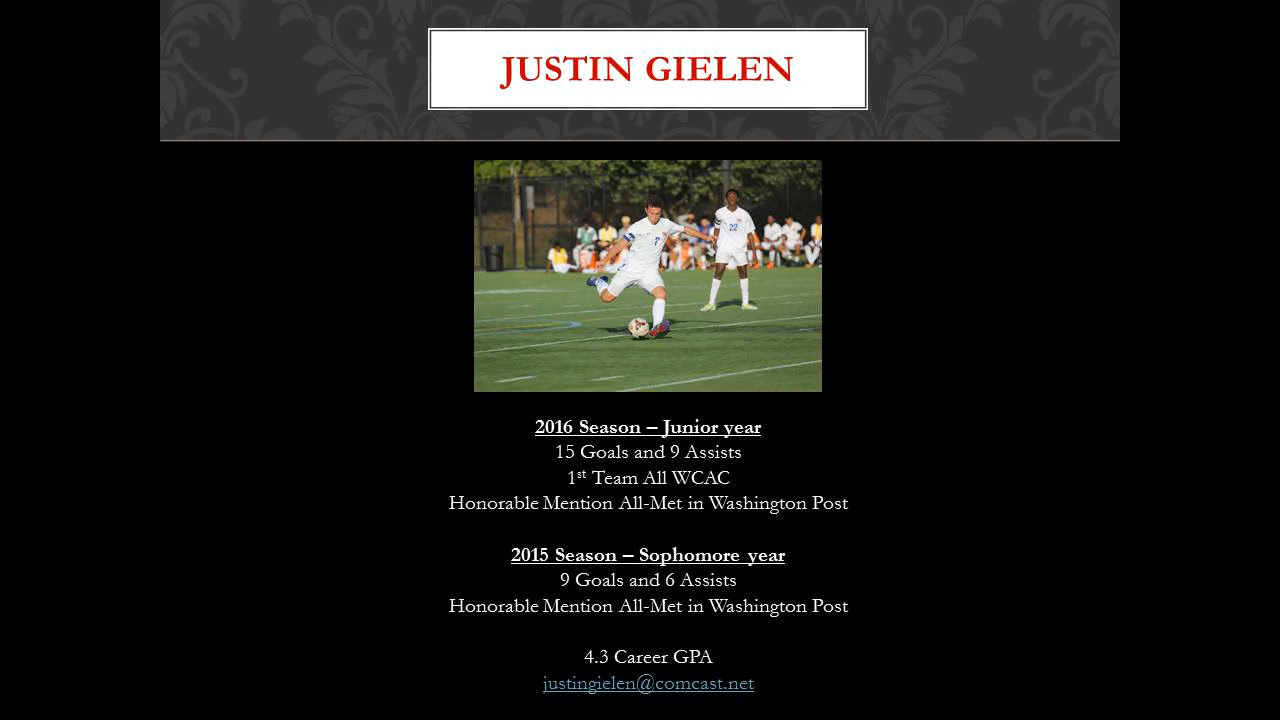 JUSTIN GIELEN
22
7
2016 Season – Junior year
15 Goals and 9 Assists
1st Team All WCAC
Honorable Mention All-Met in Washington Post
2015 Season – Sophomore year
9 Goals and 6 Assists
Honorable Mention All-Met in Washington Post
4.3 Career GPA
justingielen@comcast.net